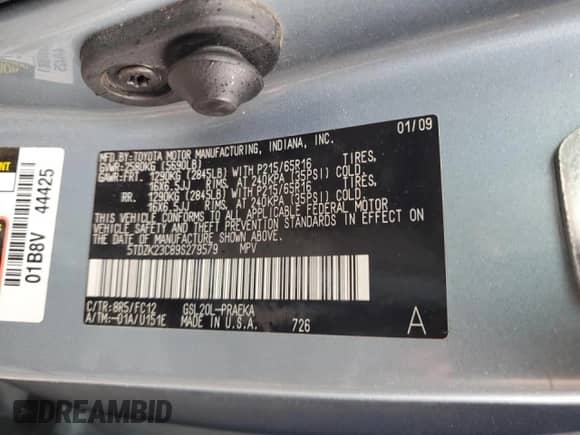 MFD.BY:TOYOTA MOTOR MANUFACTURING, INDIANA, INC. 01/09
GVWR:2580KG (5690LB)
GAWR:FRT. 1290KG (2845LB) WITH P215/65R16 TIRES,
16X6.5JJ RIMS, AT 240KPA (35PSI) COLD.
RR. 1290KG (2845LB) WITH P215/65R16 TIRES,
16X6.5JJ RIMS, AT 240KPA (35PSI) COLD.
THIS VEHICLE CONFORMS TO ALL APPLICABLE FEDERAL MOTOR
VEHICLE SAFETY AND THEFT PREVENTION STANDARDS IN EFFECT
ON THE DATE OF MANUFACTURE SHOWN ABOVE.
5TDZK23C89S279579 MPV
C/TR:8R5/FC12 GSL20L-PRAEKA
A/TM:-01A/U151E MADE IN U.S.A. 726 A
01B8V 44425
DREAMBID